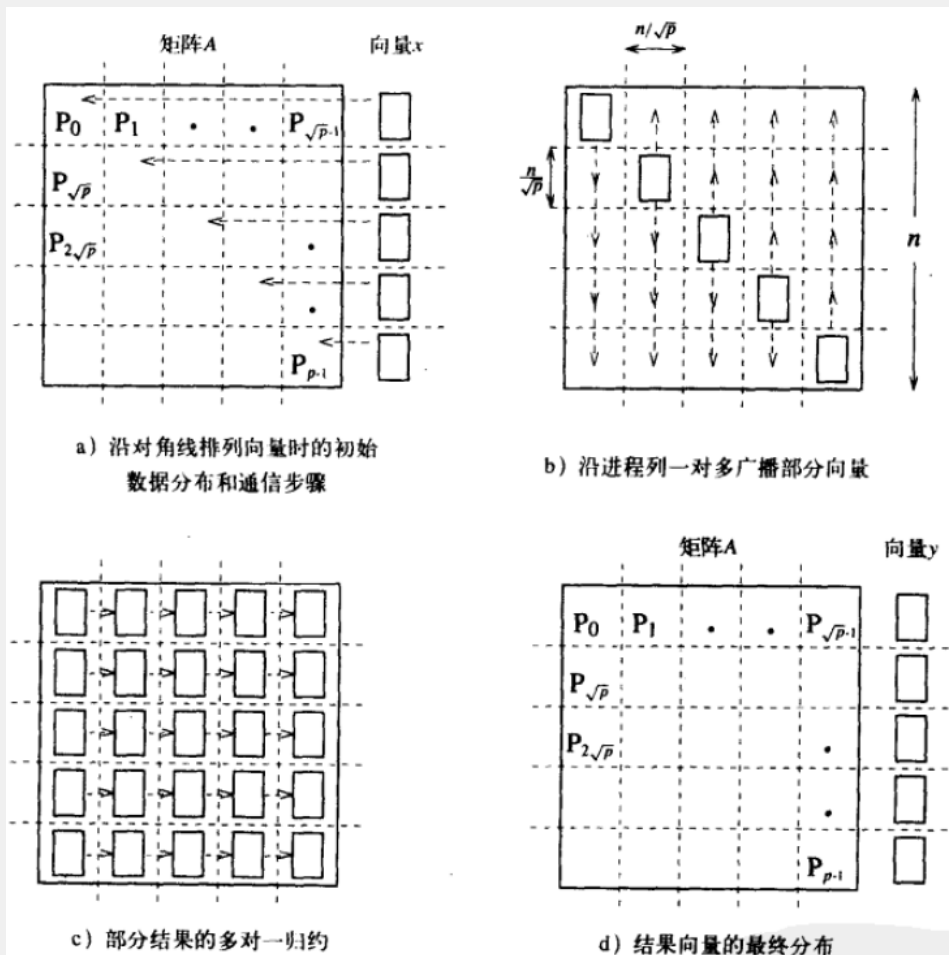 矩阵A 向量x
P₀ P₁ · · P√p-1
P√p
P2√p ·
·
Pp-1
a）沿对角线排列向量时的初始
数据分布和通信步骤
n/√p
n/√p
n
b）沿进程列一对多广播部分向量
c）部分结果的多对一归约
矩阵A 向量y
P₀ P₁ · · P√p-1
P√p
P2√p ·
·
Pp-1
d）结果向量的最终分布